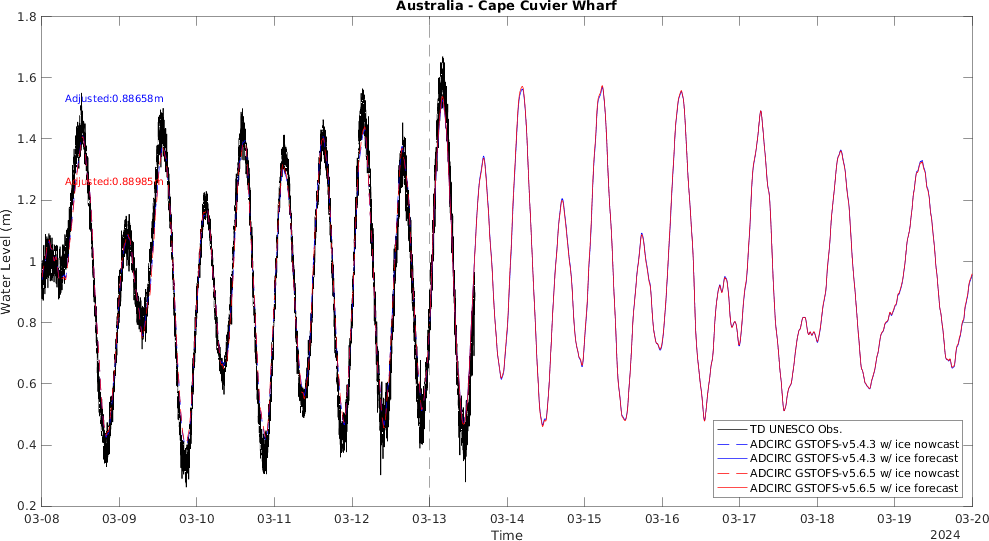 Australia - Cape Cuvier Wharf
1.8
1.6
1.4
1.2
1
0.8
0.6
0.4
0.2
Water Level (m)
Adjusted:0.88658m
Adjusted:0.88985m
TD UNESCO Obs.
ADCIRC GSTOFS-v5.4.3 w/ ice nowcast
ADCIRC GSTOFS-v5.4.3 w/ ice forecast
ADCIRC GSTOFS-v5.6.5 w/ ice nowcast
ADCIRC GSTOFS-v5.6.5 w/ ice forecast
03-08 03-09 03-10 03-11 03-12 03-13 03-14 03-15 03-16 03-17 03-18 03-19 03-20
Time
2024